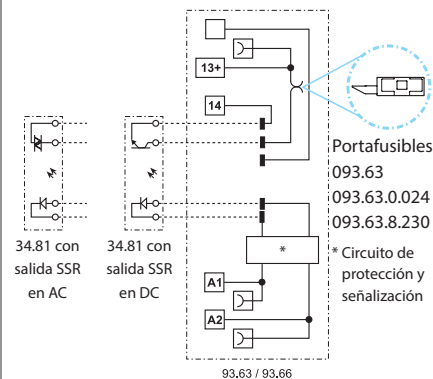 13+
14
A1
A2
*
34.81 con
salida SSR
en AC
34.81 con
salida SSR
en DC
Portafusibles
093.63
093.63.0.024
093.63.8.230
* Circuito de
protección y
señalización
93.63 / 93.66